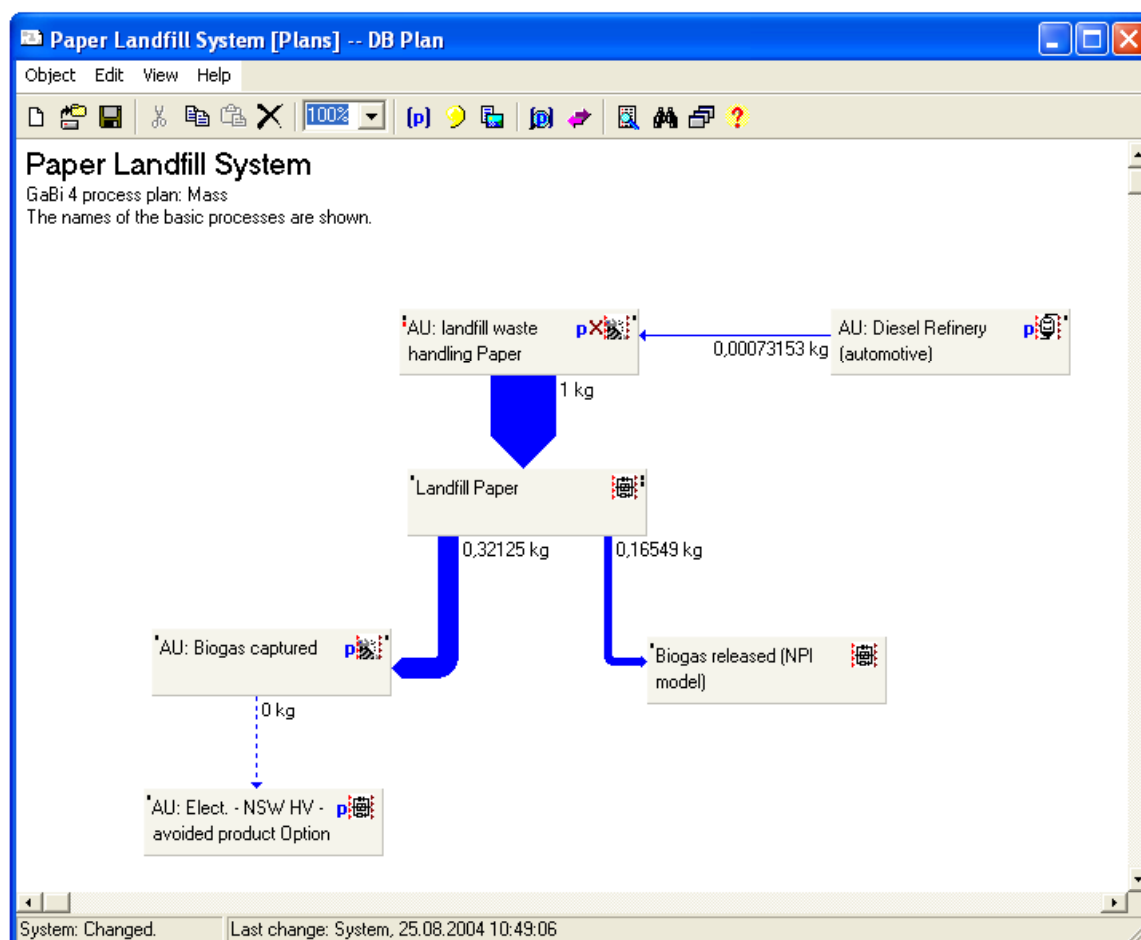 Paper Landfill System [Plans] -- DB Plan
Object Edit View Help
100% (p) (p) ?
Paper Landfill System
GaBi 4 process plan: Mass
The names of the basic processes are shown.
AU: landfill waste
handling Paper
pX
AU: Diesel Refinery
(automotive)
p
0,00073153 kg
1 kg
Landfill Paper
0,32125 kg
0,16549 kg
AU: Biogas captured
p
Biogas released (NPI
model)
0 kg
AU: Elect. - NSW HV -
avoided product Option
p
System: Changed.
Last change: System, 25.08.2004 10:49:06